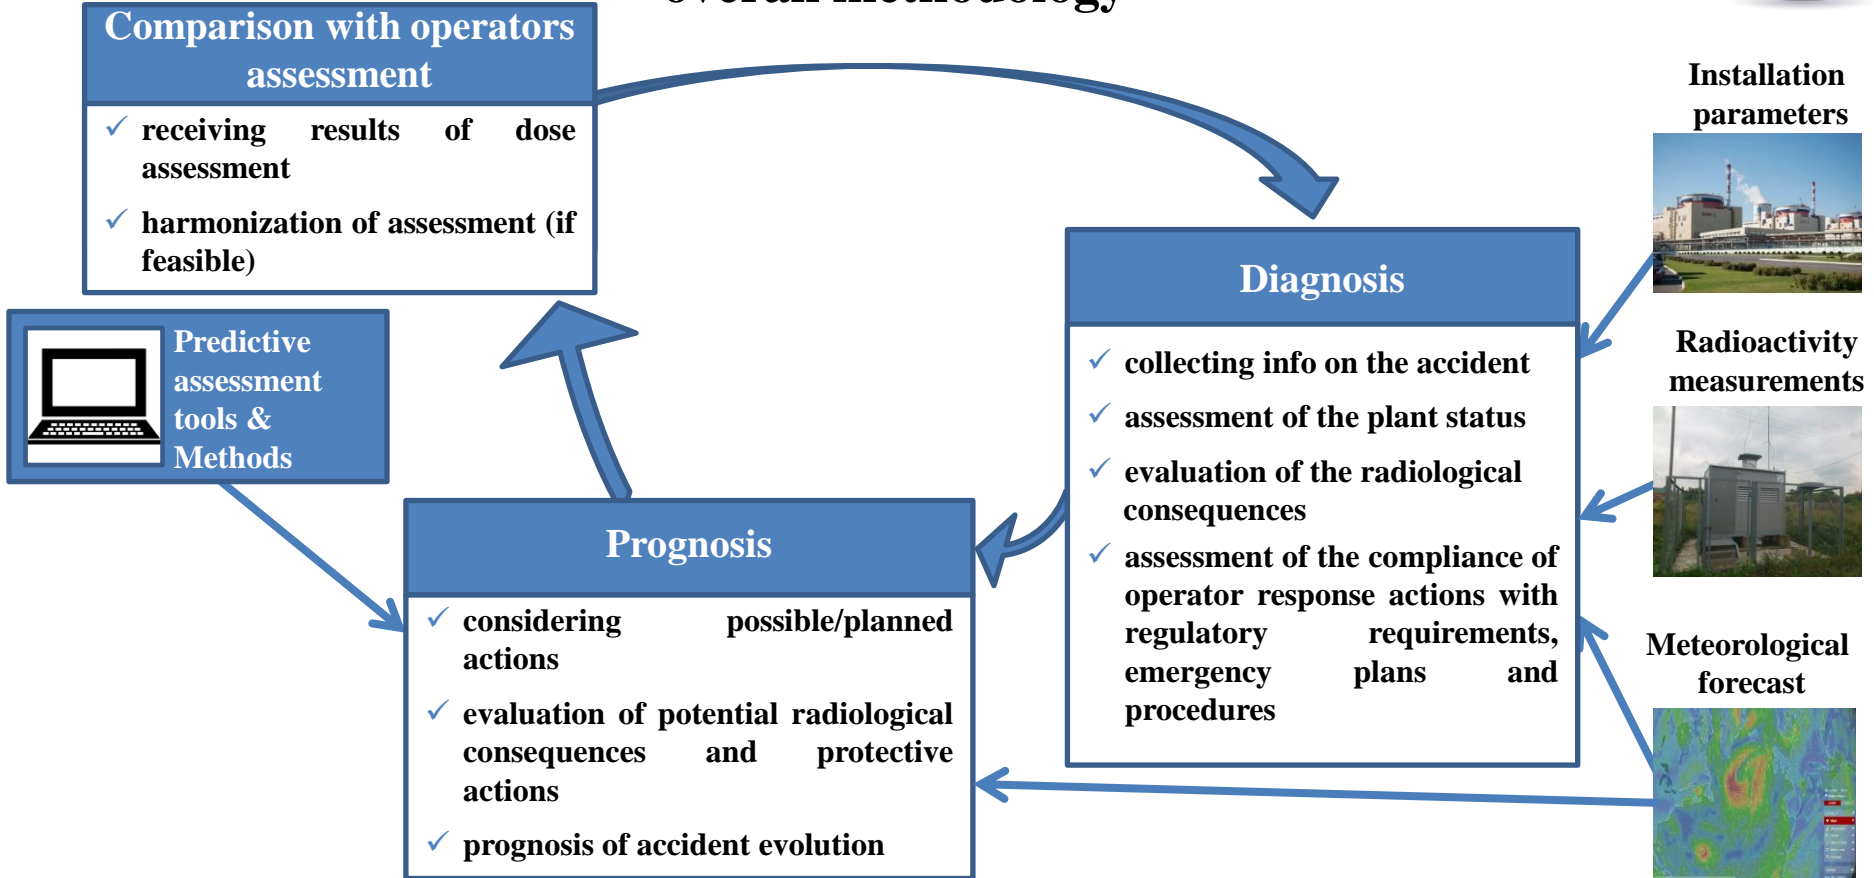 overall methodology
Comparison with operators
assessment
✓ receiving results of dose
assessment
✓ harmonization of assessment (if
feasible)
Predictive
assessment
tools &
Methods
Prognosis
✓ considering possible/planned
actions
✓ evaluation of potential radiological
consequences and protective
actions
✓ prognosis of accident evolution
Diagnosis
✓ collecting info on the accident
✓ assessment of the plant status
✓ evaluation of the radiological
consequences
✓ assessment of the compliance of
operator response actions with
regulatory requirements,
emergency plans and
procedures
Installation
parameters
Radioactivity
measurements
Meteorological
forecast